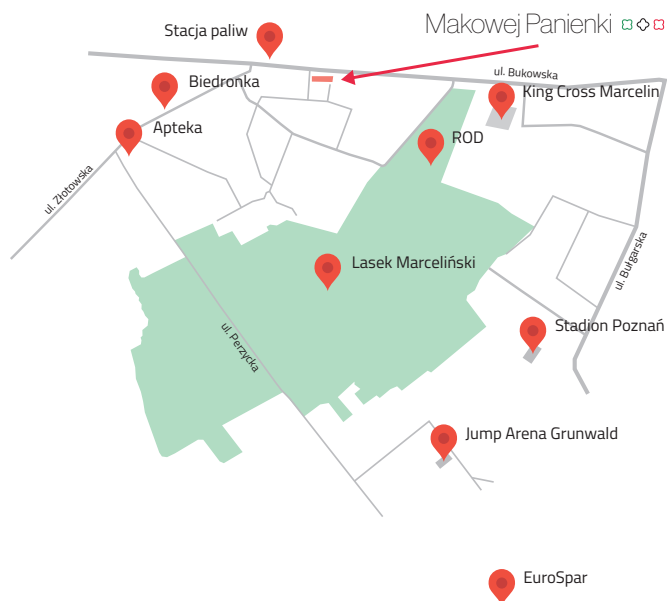 Makowej Panienki
Stacja paliw
ul. Bukowska
Biedronka
King Cross Marcelin
Apteka
ROD
ul. Złotowska
Lasek Marceliński
ul. Bułgarska
Stadion Poznań
ul. Perzycka
Jump Arena Grunwald
EuroSpar